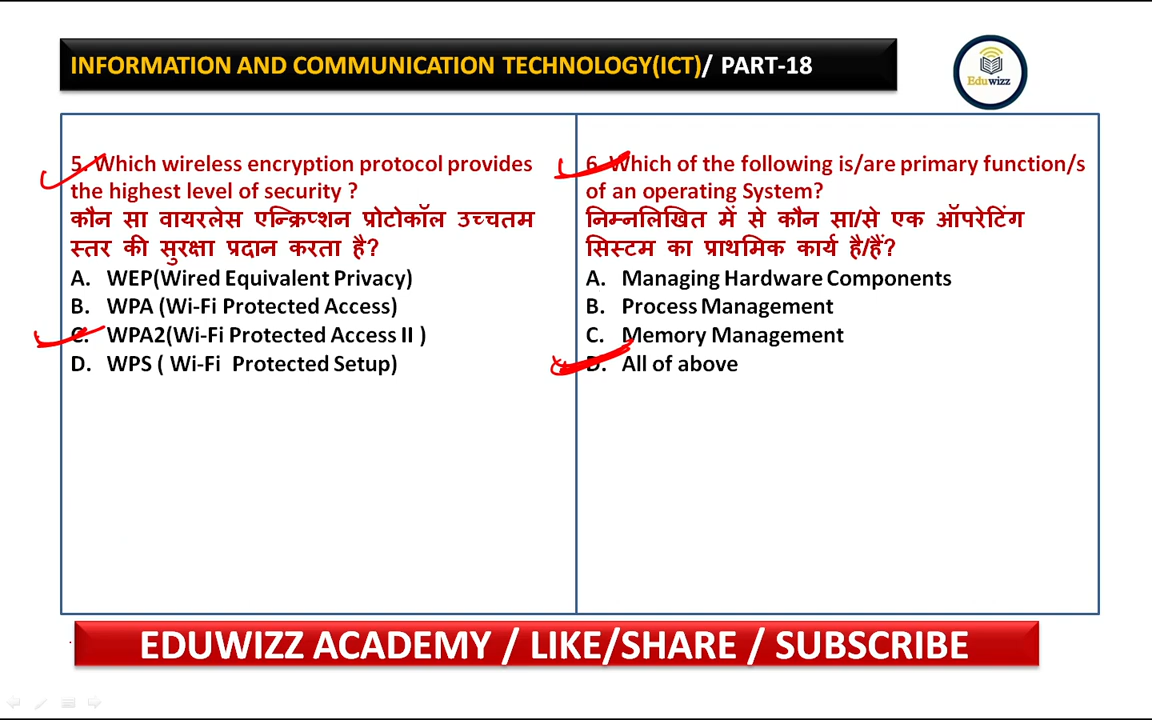 INFORMATION AND COMMUNICATION TECHNOLOGY(ICT)/ PART-18
Eduwizz
5. Which wireless encryption protocol provides
the highest level of security ?
कौन सा वायरलेस एन्क्रिप्शन प्रोटोकॉल उच्चतम
स्तर की सुरक्षा प्रदान करता है?
A. WEP(Wired Equivalent Privacy)
B. WPA (Wi-Fi Protected Access)
C. WPA2(Wi-Fi Protected Access II )
D. WPS ( Wi-Fi Protected Setup)
6. Which of the following is/are primary function/s
of an operating System?
निम्नलिखित में से कौन सा/से एक ऑपरेटिंग
सिस्टम का प्राथमिक कार्य है/हैं?
A. Managing Hardware Components
B. Process Management
C. Memory Management
D. All of above
EDUWIZZ ACADEMY / LIKE/SHARE / SUBSCRIBE